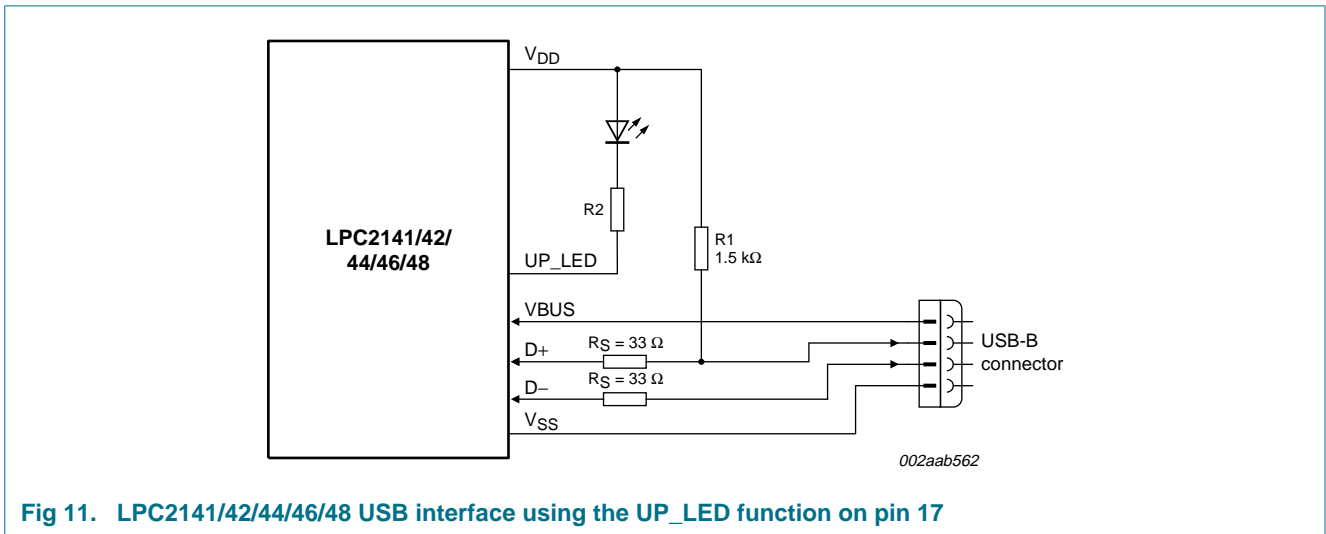 VDD
R2
R1
1.5 kΩ
LPC2141/42/
44/46/48
UP_LED
VBUS
D+
RS = 33 Ω
USB-B
connector
D−
RS = 33 Ω
VSS
002aab562
Fig 11. LPC2141/42/44/46/48 USB interface using the UP_LED function on pin 17